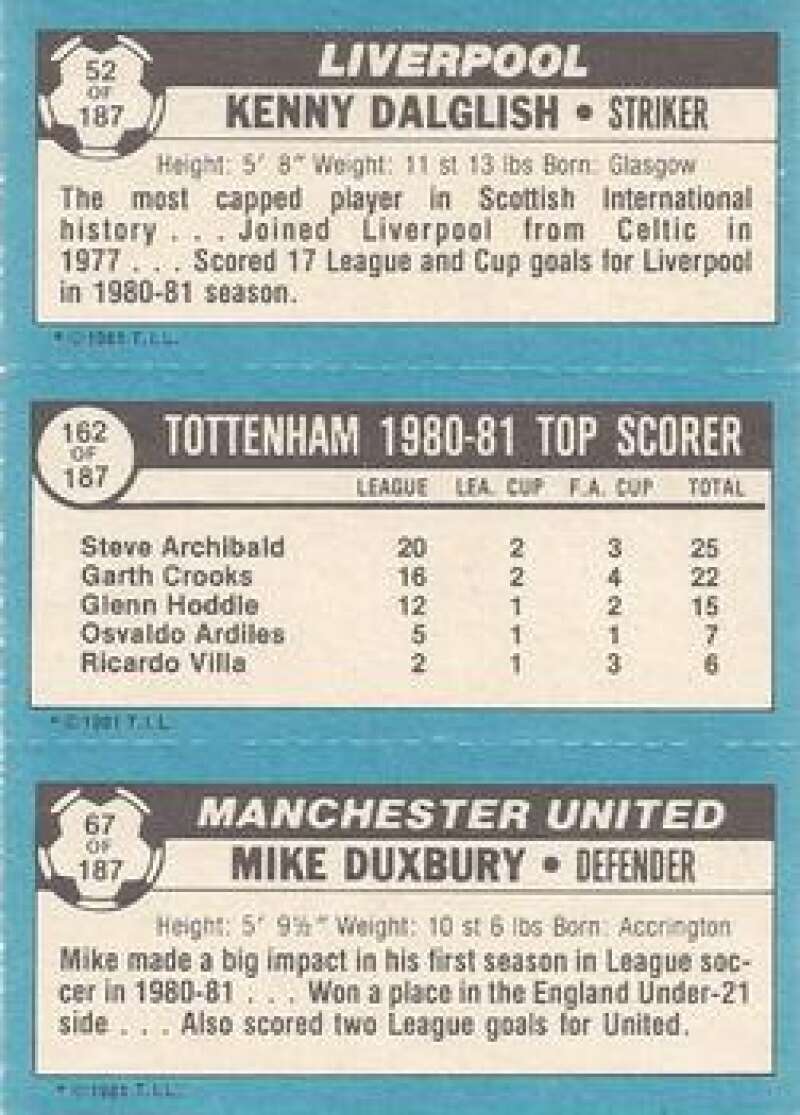 52
OF
187
LIVERPOOL
KENNY DALGLISH • STRIKER
Height: 5' 8" Weight: 11 st 13 lbs Born: Glasgow
The most capped player in Scottish International
history . . . Joined Liverpool from Celtic in
1977 . . . Scored 17 League and Cup goals for Liverpool
in 1980-81 season.
* © 1981 T.I.L.
162
OF
187
TOTTENHAM 1980-81 TOP SCORER
LEAGUE LEA. CUP F.A. CUP TOTAL
Steve Archibald 20 2 3 25
Garth Crooks 16 2 4 22
Glenn Hoddle 12 1 2 15
Osvaldo Ardiles 5 1 1 7
Ricardo Villa 2 1 3 6
* © 1981 T.I.L.
67
OF
187
MANCHESTER UNITED
MIKE DUXBURY • DEFENDER
Height: 5' 9½" Weight: 10 st 6 lbs Born: Accrington
Mike made a big impact in his first season in League soc-
cer in 1980-81 . . . Won a place in the England Under-21
side . . . Also scored two League goals for United.
* © 1981 T.I.L.